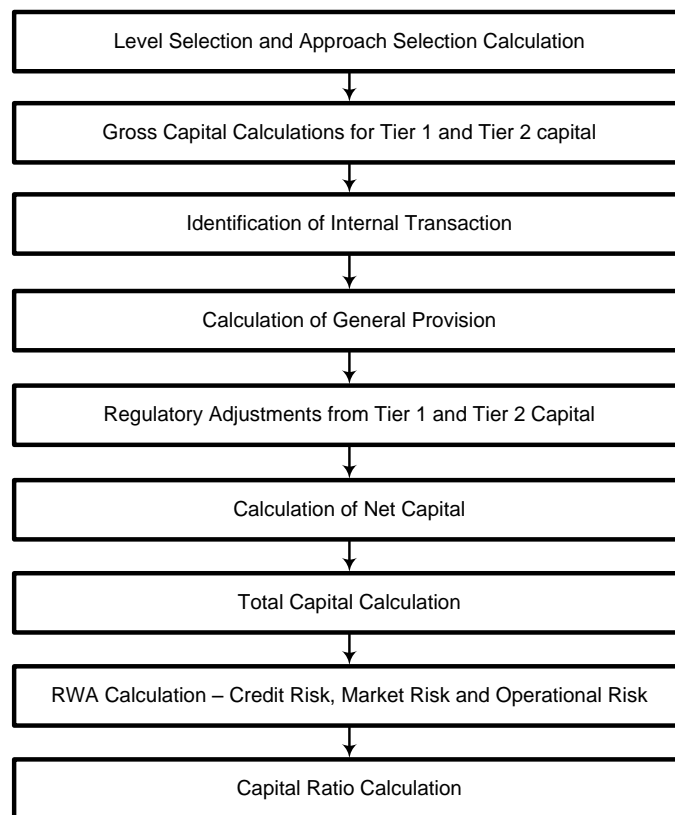 Level Selection and Approach Selection Calculation
Gross Capital Calculations for Tier 1 and Tier 2 capital
Identification of Internal Transaction
Calculation of General Provision
Regulatory Adjustments from Tier 1 and Tier 2 Capital
Calculation of Net Capital
Total Capital Calculation
RWA Calculation – Credit Risk, Market Risk and Operational Risk
Capital Ratio Calculation